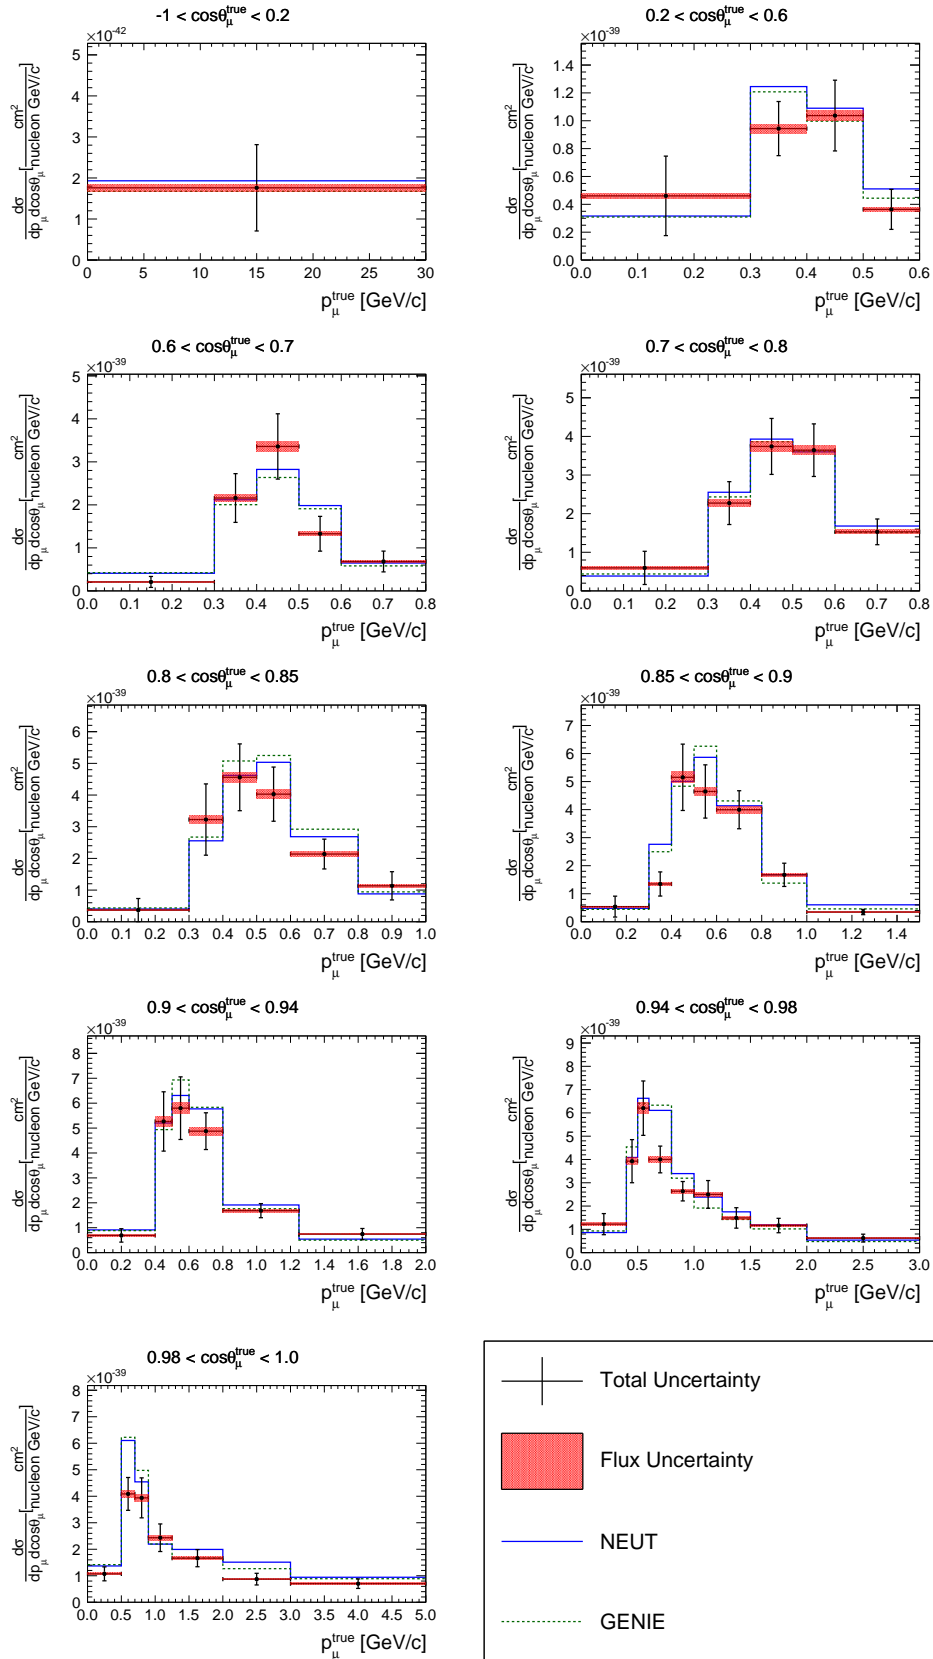 -1 < cosθ_μ^true < 0.2
×10^-42
dσ/(dp_μ dcosθ_μ) [cm^2/(nucleon GeV/c)]
5
4
3
2
1
0
0 5 10 15 20 25 30
p_μ^true [GeV/c]
0.2 < cosθ_μ^true < 0.6
×10^-39
dσ/(dp_μ dcosθ_μ) [cm^2/(nucleon GeV/c)]
1.4
1.2
1.0
0.8
0.6
0.4
0.2
0.0
0.0 0.1 0.2 0.3 0.4 0.5 0.6
p_μ^true [GeV/c]
0.6 < cosθ_μ^true < 0.7
×10^-39
dσ/(dp_μ dcosθ_μ) [cm^2/(nucleon GeV/c)]
5
4
3
2
1
0
0.0 0.1 0.2 0.3 0.4 0.5 0.6 0.7 0.8
p_μ^true [GeV/c]
0.7 < cosθ_μ^true < 0.8
×10^-39
dσ/(dp_μ dcosθ_μ) [cm^2/(nucleon GeV/c)]
5
4
3
2
1
0
0.0 0.1 0.2 0.3 0.4 0.5 0.6 0.7 0.8
p_μ^true [GeV/c]
0.8 < cosθ_μ^true < 0.85
×10^-39
dσ/(dp_μ dcosθ_μ) [cm^2/(nucleon GeV/c)]
6
5
4
3
2
1
0
0.0 0.1 0.2 0.3 0.4 0.5 0.6 0.7 0.8 0.9 1.0
p_μ^true [GeV/c]
0.85 < cosθ_μ^true < 0.9
×10^-39
dσ/(dp_μ dcosθ_μ) [cm^2/(nucleon GeV/c)]
7
6
5
4
3
2
1
0
0.0 0.2 0.4 0.6 0.8 1.0 1.2 1.4
p_μ^true [GeV/c]
0.9 < cosθ_μ^true < 0.94
×10^-39
dσ/(dp_μ dcosθ_μ) [cm^2/(nucleon GeV/c)]
8
7
6
5
4
3
2
1
0
0.0 0.2 0.4 0.6 0.8 1.0 1.2 1.4 1.6 1.8 2.0
p_μ^true [GeV/c]
0.94 < cosθ_μ^true < 0.98
×10^-39
dσ/(dp_μ dcosθ_μ) [cm^2/(nucleon GeV/c)]
9
8
7
6
5
4
3
2
1
0
0.0 0.5 1.0 1.5 2.0 2.5 3.0
p_μ^true [GeV/c]
0.98 < cosθ_μ^true < 1.0
×10^-39
dσ/(dp_μ dcosθ_μ) [cm^2/(nucleon GeV/c)]
8
7
6
5
4
3
2
1
0
0.0 0.5 1.0 1.5 2.0 2.5 3.0 3.5 4.0 4.5 5.0
p_μ^true [GeV/c]
Total Uncertainty
Flux Uncertainty
NEUT
GENIE